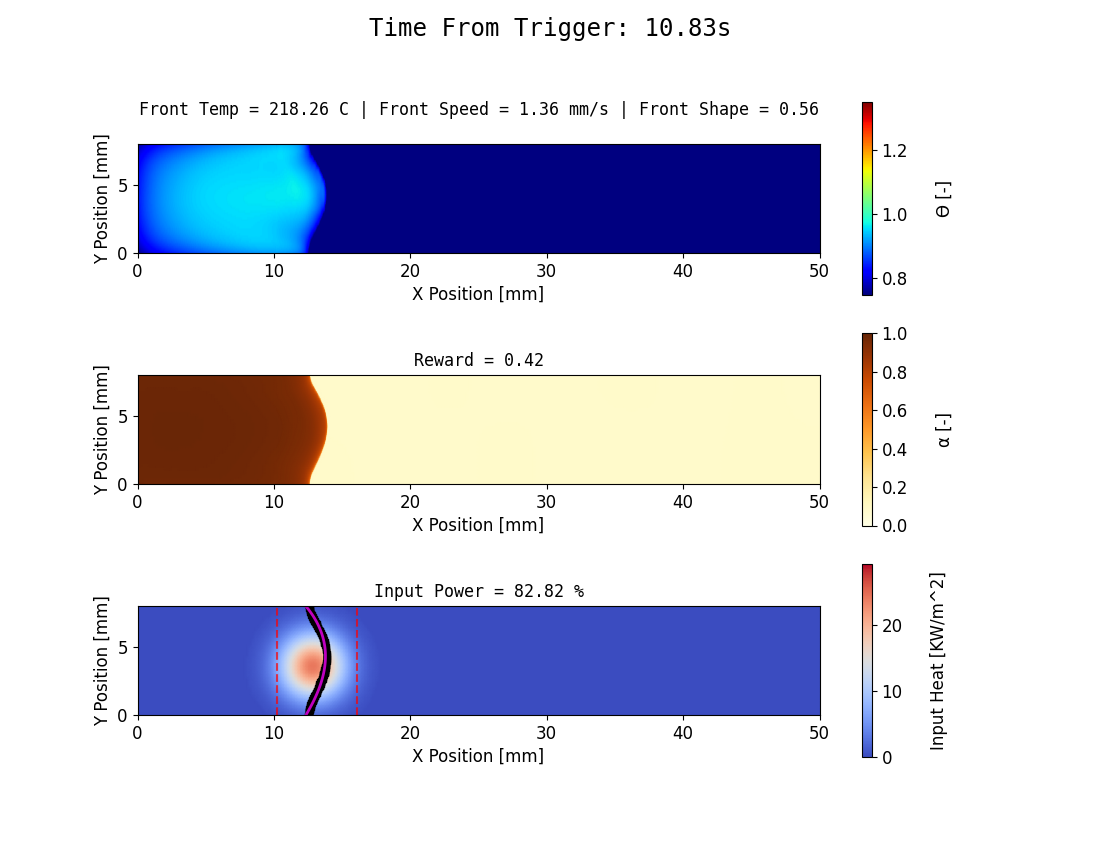 Time From Trigger: 10.83s
Front Temp = 218.26 C | Front Speed = 1.36 mm/s | Front Shape = 0.56
Y Position [mm]
5
0
0 10 20 30 40 50
X Position [mm]
1.2
1.0
0.8
Θ [-]
Reward = 0.42
Y Position [mm]
5
0
0 10 20 30 40 50
X Position [mm]
1.0
0.8
0.6
0.4
0.2
0.0
α [-]
Input Power = 82.82 %
Y Position [mm]
5
0
0 10 20 30 40 50
X Position [mm]
20
10
0
Input Heat [KW/m^2]